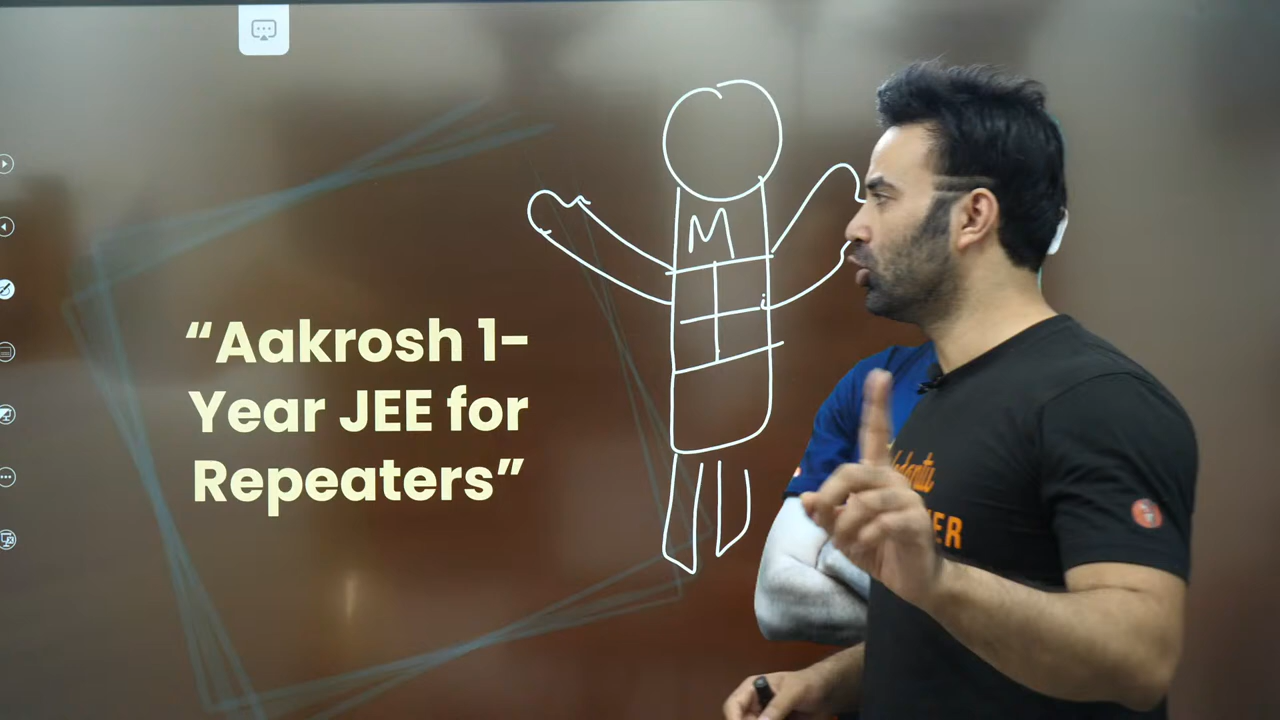 “Aakrosh 1-
Year JEE for
Repeaters”
M
i